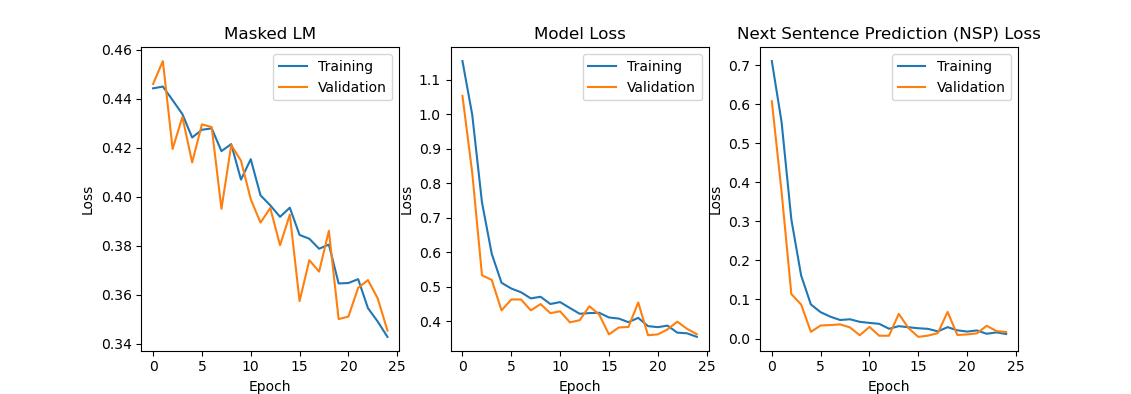 Masked LM
Loss
0.46
0.44
0.42
0.40
0.38
0.36
0.34
0 5 10 15 20 25
Epoch
Training
Validation
Model Loss
Loss
1.1
1.0
0.9
0.8
0.7
0.6
0.5
0.4
0 5 10 15 20 25
Epoch
Training
Validation
Next Sentence Prediction (NSP) Loss
Loss
0.7
0.6
0.5
0.4
0.3
0.2
0.1
0.0
0 5 10 15 20 25
Epoch
Training
Validation